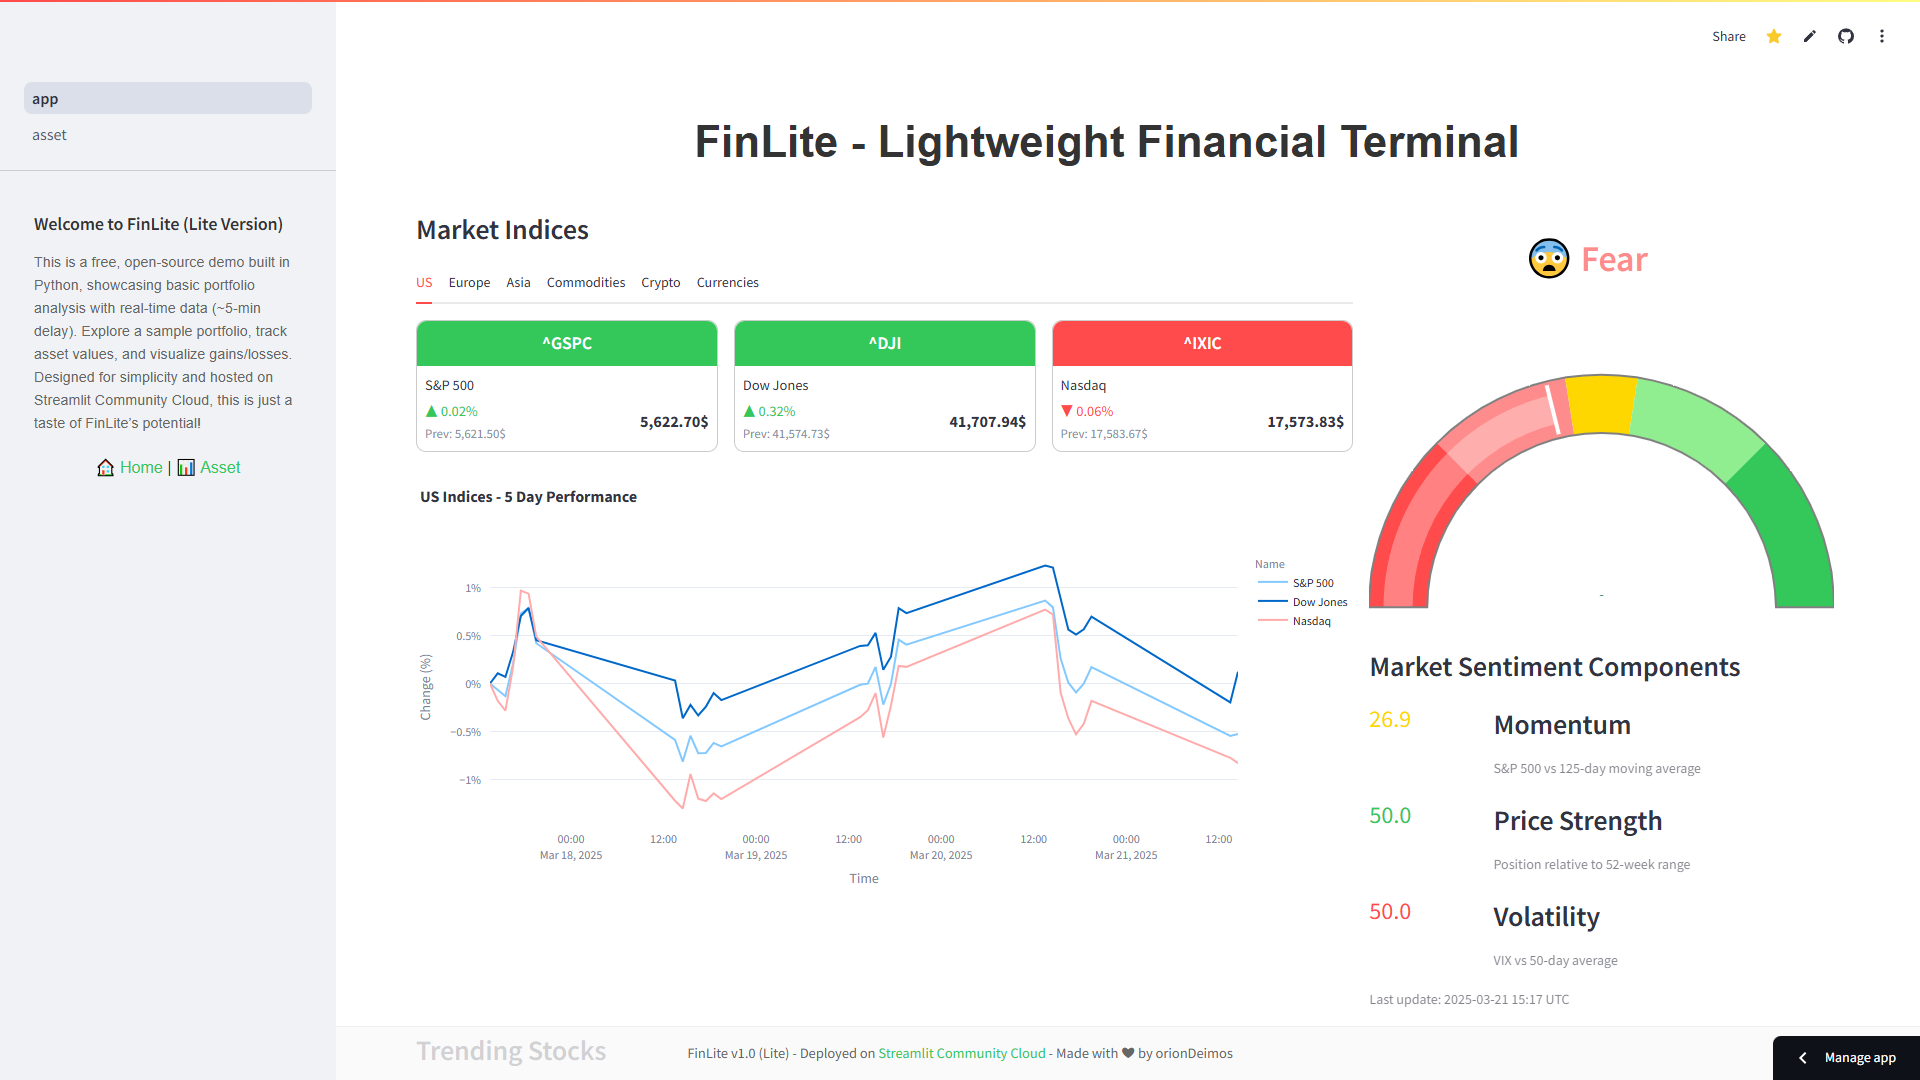 Share
app
asset
Welcome to FinLite (Lite Version)
This is a free, open-source demo built in
Python, showcasing basic portfolio
analysis with real-time data (~5-min
delay). Explore a sample portfolio, track
asset values, and visualize gains/losses.
Designed for simplicity and hosted on
Streamlit Community Cloud, this is just a
taste of FinLite’s potential!
🏠 Home | 📊 Asset
FinLite - Lightweight Financial Terminal
Market Indices
US Europe Asia Commodities Crypto Currencies
^GSPC
S&P 500
▲ 0.02%
5,622.70$
Prev: 5,621.50$
^DJI
Dow Jones
▲ 0.32%
41,707.94$
Prev: 41,574.73$
^IXIC
Nasdaq
▼ 0.06%
17,573.83$
Prev: 17,583.67$
US Indices - 5 Day Performance
Change (%)
1%
0.5%
0%
−0.5%
−1%
00:00 12:00 00:00 12:00 00:00 12:00 00:00 12:00
Mar 18, 2025 Mar 19, 2025 Mar 20, 2025 Mar 21, 2025
Time
Name
S&P 500
Dow Jones
Nasdaq
😨 Fear
-
Market Sentiment Components
26.9 Momentum
S&P 500 vs 125-day moving average
50.0 Price Strength
Position relative to 52-week range
50.0 Volatility
VIX vs 50-day average
Last update: 2025-03-21 15:17 UTC
Trending Stocks
FinLite v1.0 (Lite) - Deployed on Streamlit Community Cloud - Made with ❤ by orionDeimos
Manage app